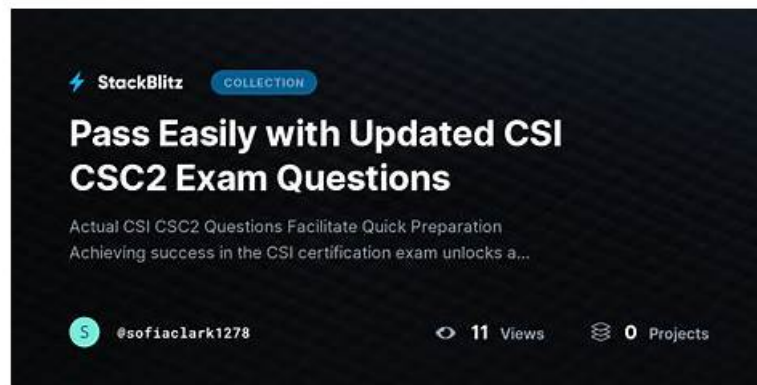 StackBlitz COLLECTION
Pass Easily with Updated CSI
CSC2 Exam Questions
Actual CSI CSC2 Questions Facilitate Quick Preparation
Achieving success in the CSI certification exam unlocks a...
S @sofiaclark1278 11 Views 0 Projects